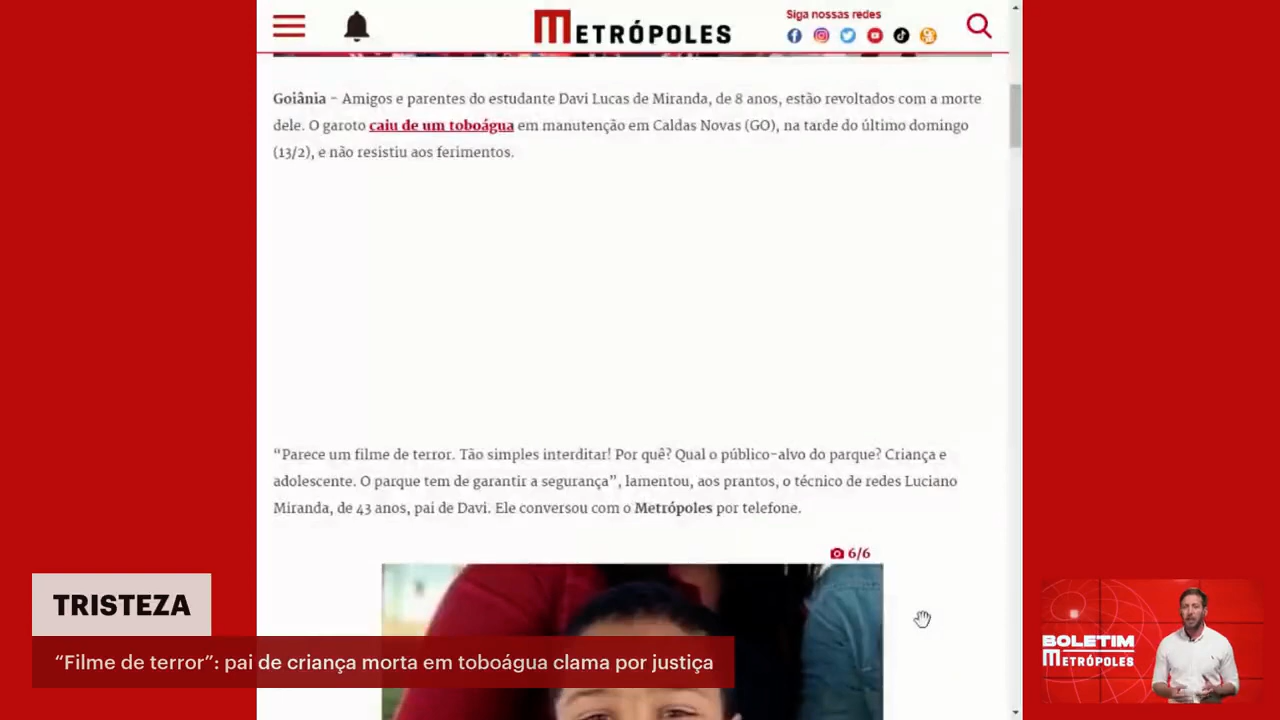 METRÓPOLES
Siga nossas redes
Goiânia – Amigos e parentes do estudante Davi Lucas de Miranda, de 8 anos, estão revoltados com a morte
dele. O garoto caiu de um toboágua em manutenção em Caldas Novas (GO), na tarde do último domingo
(13/2), e não resistiu aos ferimentos.
“Parece um filme de terror. Tão simples interditar! Por quê? Qual o público-alvo do parque? Criança e
adolescente. O parque tem de garantir a segurança”, lamentou, aos prantos, o técnico de redes Luciano
Miranda, de 43 anos, pai de Davi. Ele conversou com o Metrópoles por telefone.
6/6
TRISTEZA
“Filme de terror”: pai de criança morta em toboágua clama por justiça
BOLETIM
METRÓPOLES